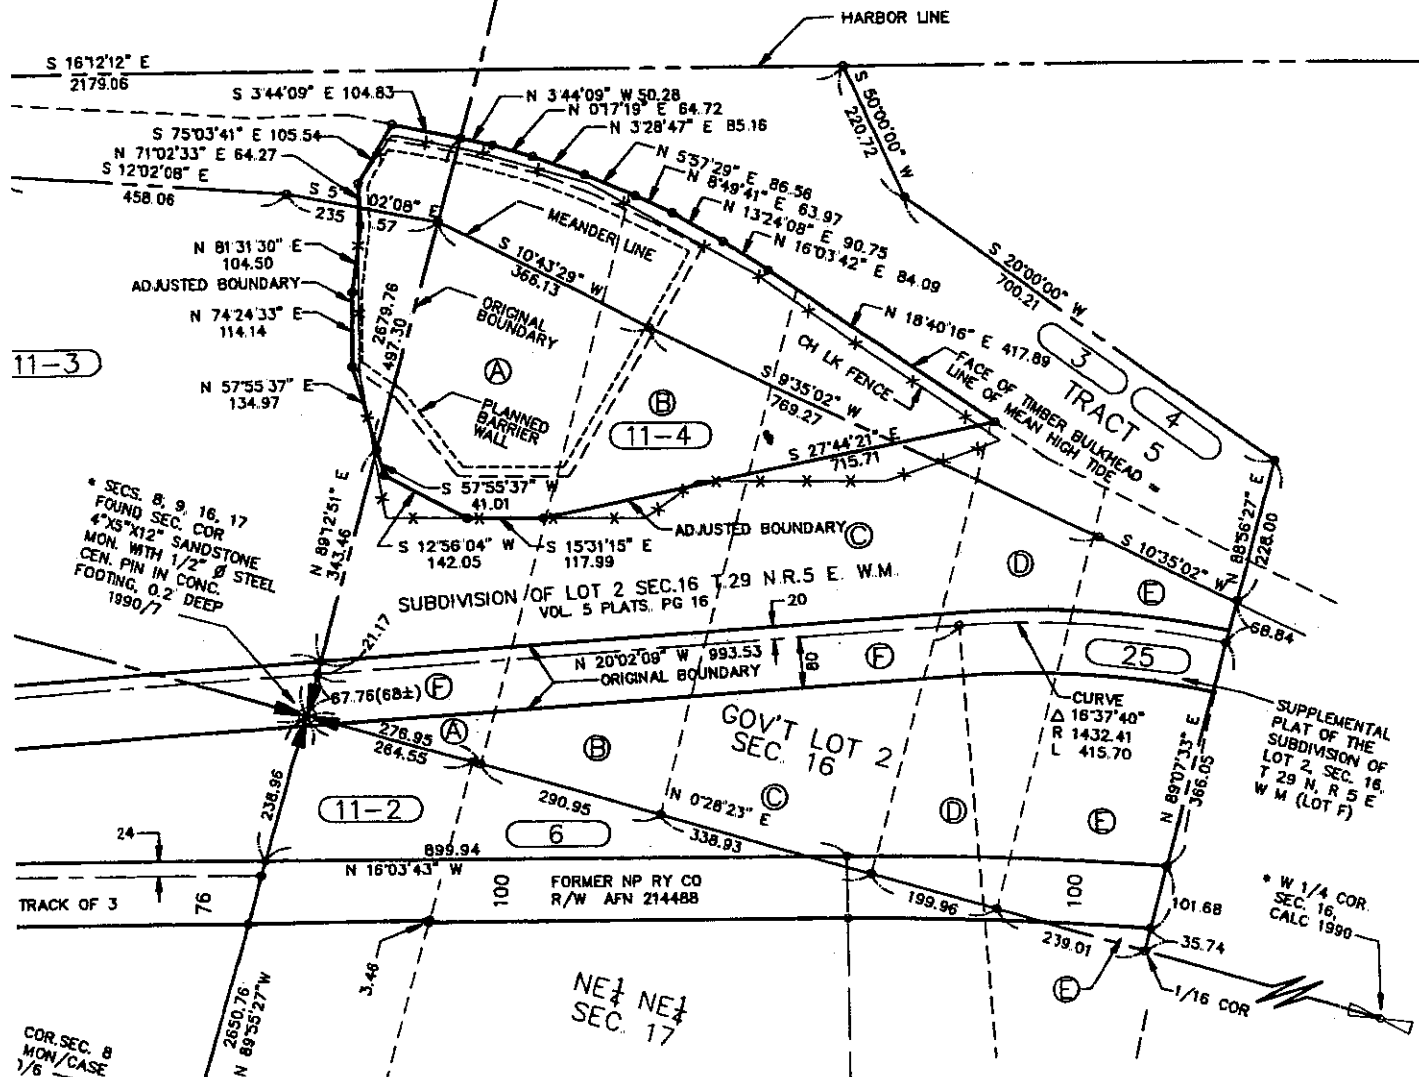 HARBOR LINE
S 16°12'12" E
2179.06
S 3°44'09" E 104.83
N 3°44'09" W 50.28
N 0°17'19" E 64.72
N 3°28'47" E 85.16
S 50°00'00" W
220.72
S 75°03'41" E 105.54
N 71°02'33" E 64.27
S 12°02'08" E
458.06
S 5°02'08" E
235.57
N 5°57'29" E 86.56
N 8°49'41" E 63.97
N 13°24'08" E 90.75
N 16°03'42" E 84.09
MEANDER LINE
S 10°43'29" W
366.13
S 20°00'00" W
700.21
N 81°31'30" E
104.50
ADJUSTED BOUNDARY
N 74°24'33" E
114.14
2679.76
497.30
ORIGINAL
BOUNDARY
N 18°40'16" E 417.89
FACE OF TIMBER BULKHEAD =
LINE OF MEAN HIGH TIDE
CH LK FENCE
3
4
TRACT 5
11-3
N 57°55'37" E
134.97
A
B
11-4
PLANNED
BARRIER
WALL
S 9°35'02" W
769.27
S 27°44'21" E
715.71
* SECS. 8, 9, 16, 17
FOUND SEC. COR
4"X5"X12" SANDSTONE
MON. WITH 1/2" Ø STEEL
CEN. PIN IN CONC.
FOOTING, 0.2' DEEP
1990/7
N 89°12'51" E
343.46
S 57°55'37" W
41.01
ADJUSTED BOUNDARY
C
S 12°56'04" W
142.05
S 15°31'15" E
117.99
S 10°35'02" W
N 88°56'27" E
228.00
D
E
SUBDIVISION OF LOT 2 SEC.16 T.29 N.R.5 E. W.M.
VOL. 5 PLATS, PG 16
20
21.17
68.84
N 20°02'09" W 993.53
ORIGINAL BOUNDARY
80
F
25
67.76(68±)
F
CURVE
Δ 16°37'40"
R 1432.41
L 415.70
SUPPLEMENTAL
PLAT OF THE
SUBDIVISION OF
LOT 2, SEC. 16,
T 29 N, R 5 E
W M (LOT F)
A
B
276.95
264.55
GOV'T LOT 2
SEC. 16
N 89°07'33" E
366.05
238.96
11-2
290.95
N 0°28'23" E
C
D
E
6
338.93
24
899.94
N 16°03'43" W
TRACK OF 3
76
100
FORMER NP RY CO
R/W AFN 214488
199.96
100
101.68
* W 1/4 COR.
SEC. 16,
CALC 1990
239.01
35.74
E
1/16 COR
3.46
NE¼ NE¼
SEC. 17
2650.76
N 89°55'27" W
COR.SEC. 8
MON/CASE